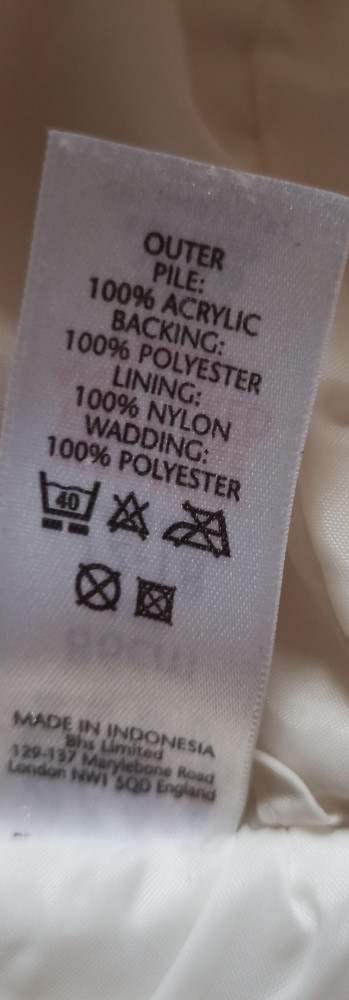 OUTER
PILE:
100% ACRYLIC
BACKING:
100% POLYESTER
LINING:
100% NYLON
WADDING:
100% POLYESTER
40
MADE IN INDONESIA
Bhs Limited
129-137 Marylebone Road
London NW1 5QD England